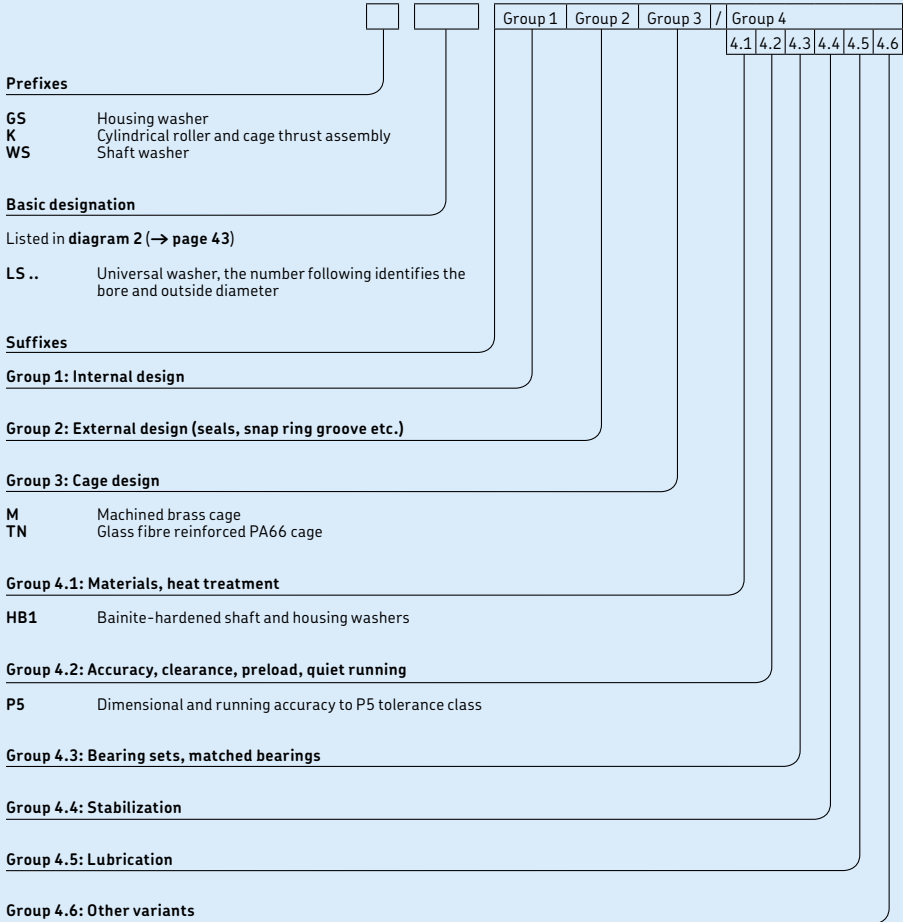 Group 1 Group 2 Group 3 / Group 4
4.1 4.2 4.3 4.4 4.5 4.6
Prefixes
GS Housing washer
K Cylindrical roller and cage thrust assembly
WS Shaft washer
Basic designation
Listed in diagram 2 (→ page 43)
LS .. Universal washer, the number following identifies the
bore and outside diameter
Suffixes
Group 1: Internal design
Group 2: External design (seals, snap ring groove etc.)
Group 3: Cage design
M Machined brass cage
TN Glass fibre reinforced PA66 cage
Group 4.1: Materials, heat treatment
HB1 Bainite-hardened shaft and housing washers
Group 4.2: Accuracy, clearance, preload, quiet running
P5 Dimensional and running accuracy to P5 tolerance class
Group 4.3: Bearing sets, matched bearings
Group 4.4: Stabilization
Group 4.5: Lubrication
Group 4.6: Other variants